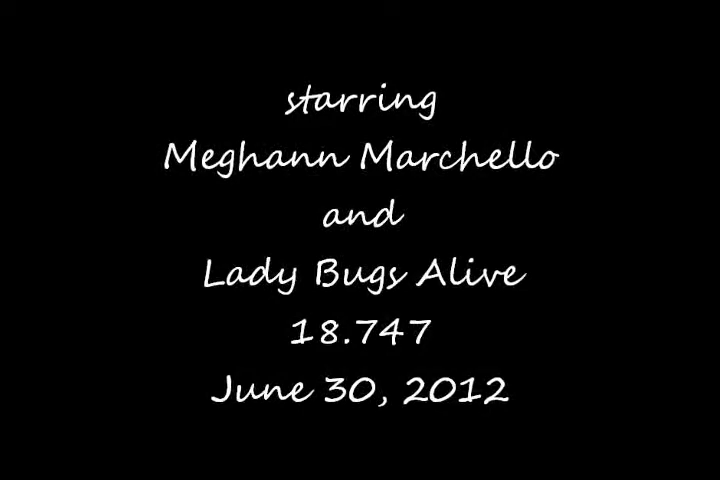 starring
Meghann Marchello
and
Lady Bugs Alive
18.747
June 30, 2012